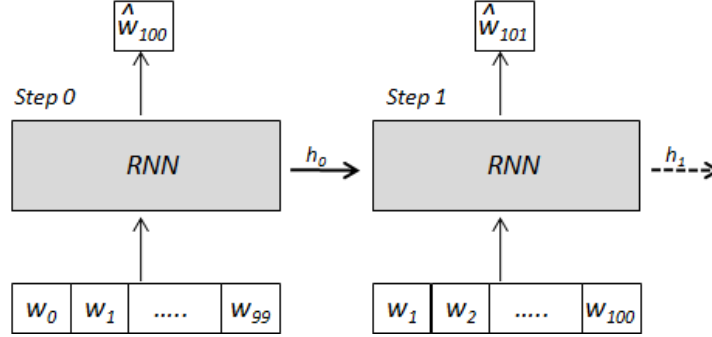 ŵ₁₀₀
ŵ₁₀₁
Step 0
Step 1
RNN
h₀
RNN
h₁
w₀ w₁ ..... w₉₉
w₁ w₂ ..... w₁₀₀